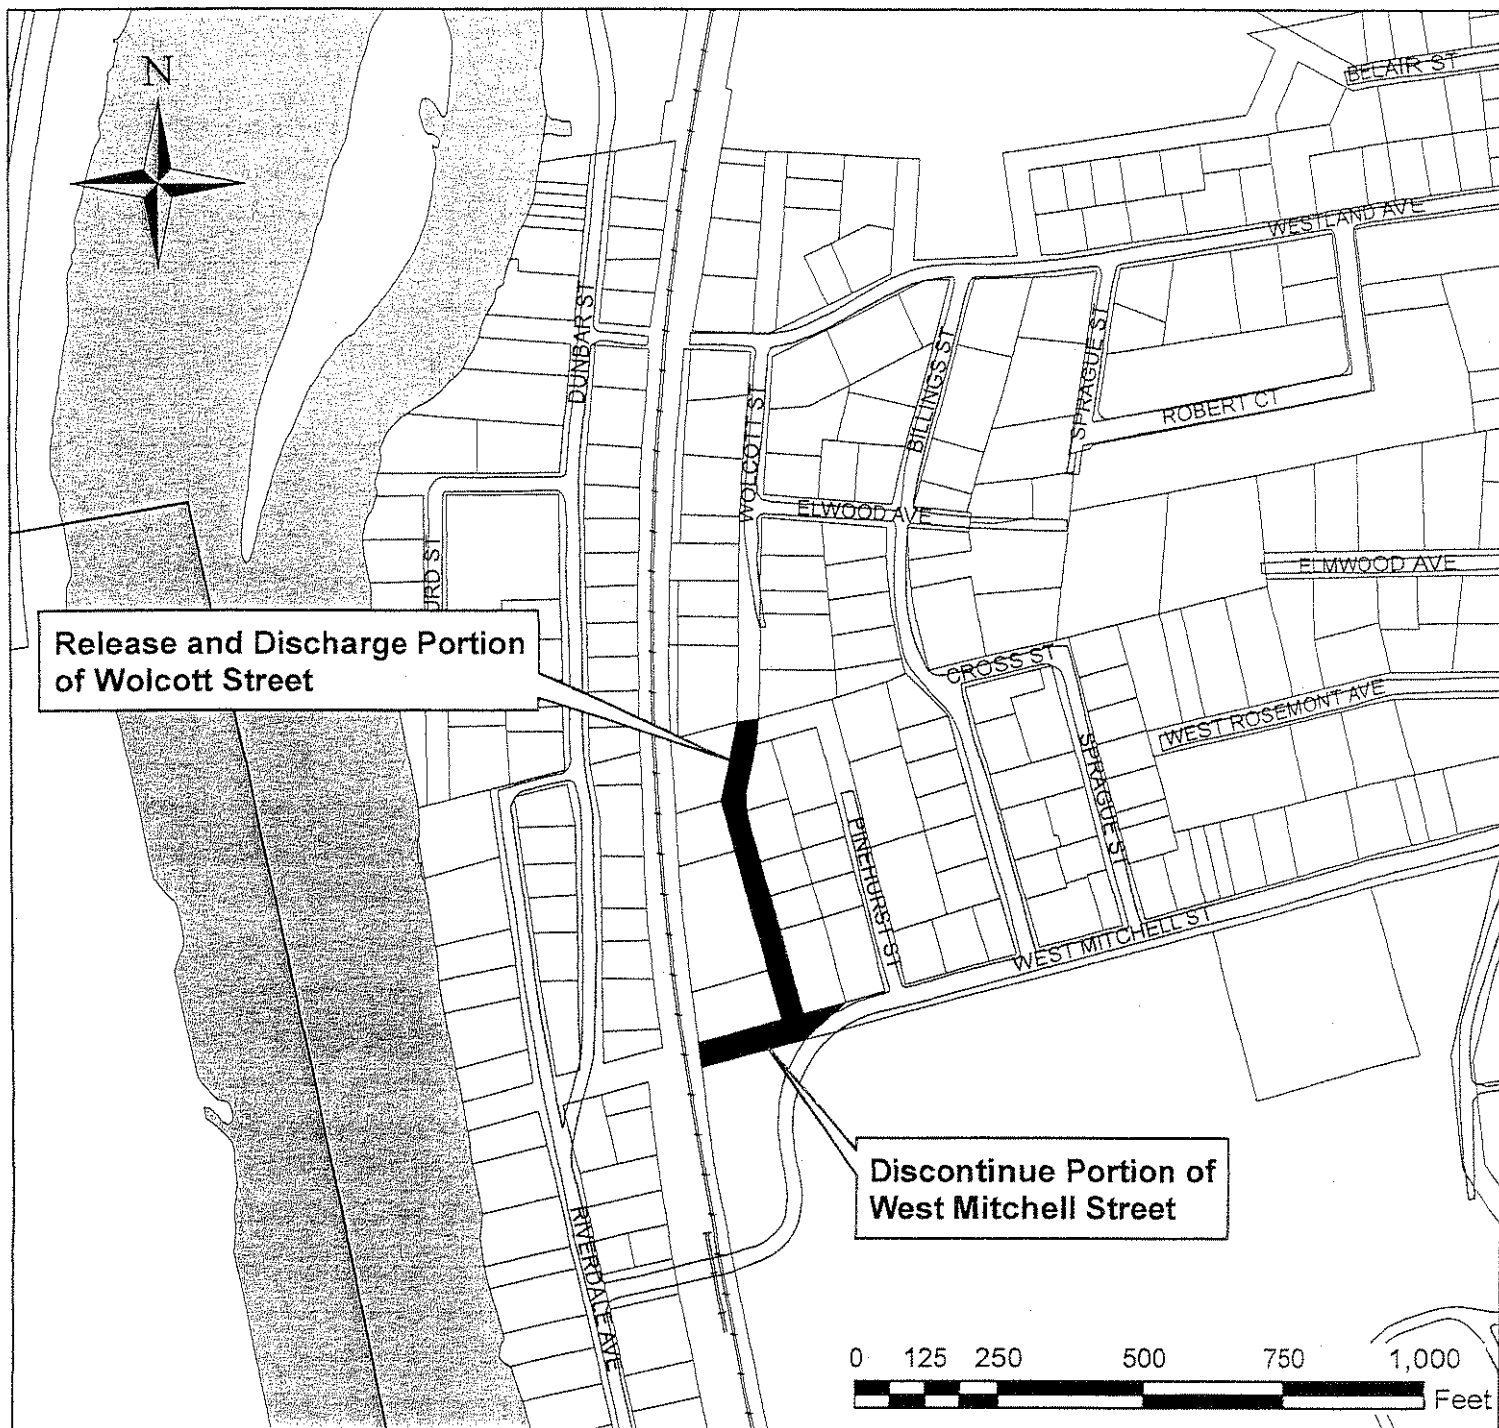 N
BELAIR ST
WESTLAND AVE
DUNBAR ST
BILLINGS ST
SPRAGUE ST
ROBERT CT
WOLCOTT ST
ELWOOD AVE
ELMWOOD AVE
URD ST
Release and Discharge Portion
of Wolcott Street
CROSS ST
WEST ROSEMONT AVE
SPRAGUE ST
PINEHURST ST
WEST MITCHELL ST
Discontinue Portion of
West Mitchell Street
RIVERDALE AVE
0 125 250 500 750 1,000
Feet